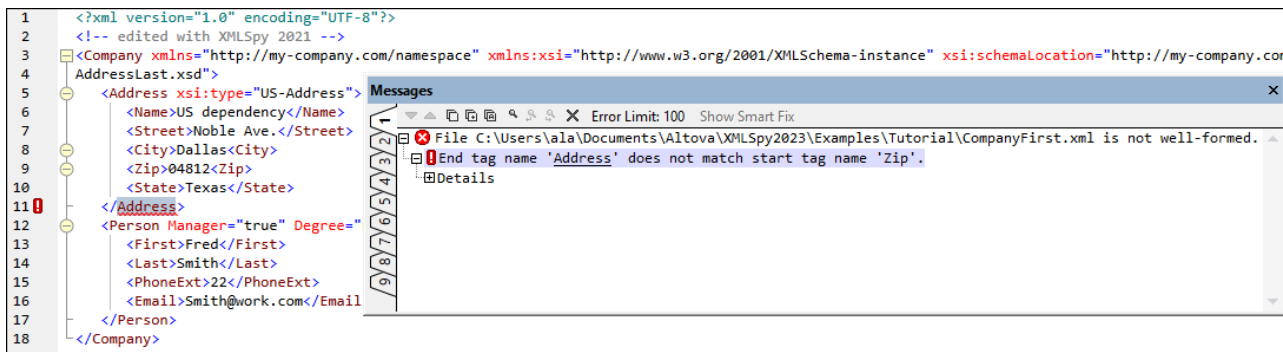 1 <?xml version="1.0" encoding="UTF-8"?>
2 <!-- edited with XMLSpy 2021 -->
3 <Company xmlns="http://my-company.com/namespace" xmlns:xsi="http://www.w3.org/2001/XMLSchema-instance" xsi:schemaLocation="http://my-company.com
4 AddressLast.xsd">
5 <Address xsi:type="US-Address">
6 <Name>US dependency</Name>
7 <Street>Noble Ave.</Street>
8 <City>Dallas<City>
9 <Zip>04812<Zip>
10 <State>Texas</State>
11 </Address>
12 <Person Manager="true" Degree="
13 <First>Fred</First>
14 <Last>Smith</Last>
15 <PhoneExt>22</PhoneExt>
16 <Email>Smith@work.com</Email
17 </Person>
18 </Company>
Messages
Error Limit: 100 Show Smart Fix
File C:\Users\ala\Documents\Altova\XMLSpy2023\Examples\Tutorial\CompanyFirst.xml is not well-formed.
End tag name 'Address' does not match start tag name 'Zip'.
Details
1
2
3
4
5
6
7
8
9